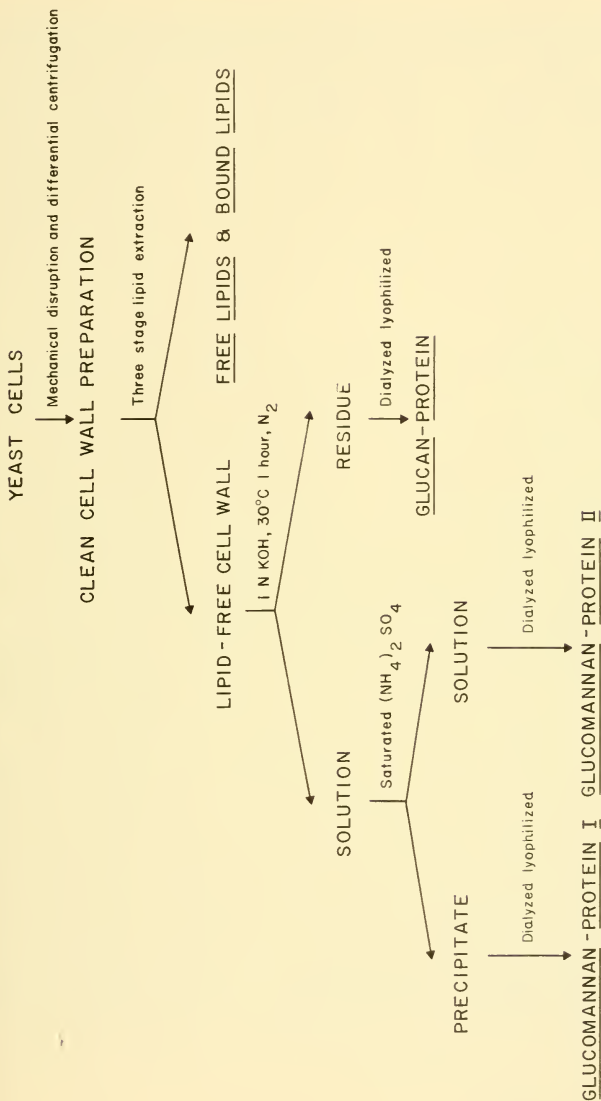 YEAST CELLS
Mechanical disruption and differential centrifugation
CLEAN CELL WALL PREPARATION
Three stage lipid extraction
LIPID-FREE CELL WALL
FREE LIPIDS & BOUND LIPIDS
1 N KOH, 30°C 1 hour, N2
SOLUTION
RESIDUE
Saturated (NH4)2 SO4
Dialyzed lyophilized
GLUCAN-PROTEIN
PRECIPITATE
SOLUTION
Dialyzed lyophilized
Dialyzed lyophilized
GLUCOMANNAN-PROTEIN I
GLUCOMANNAN-PROTEIN II